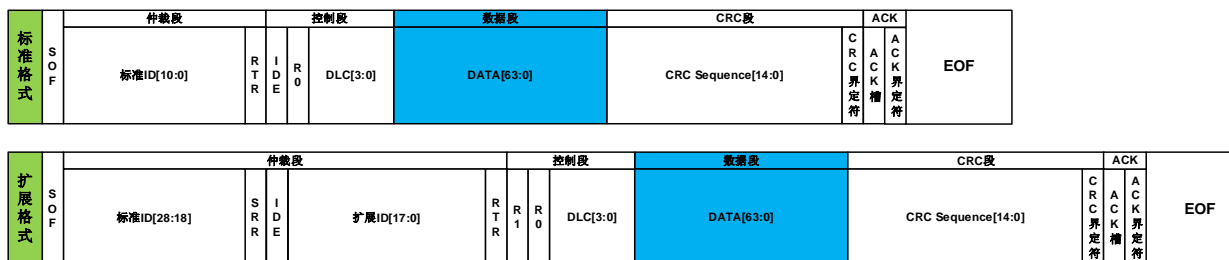 仲裁段 控制段 数据段 CRC段 ACK
标准格式 SOF 标准ID[10:0] RTR IDE R0 DLC[3:0] DATA[63:0] CRC Sequence[14:0] CRC界定符 ACK槽 ACK界定符 EOF
仲裁段 控制段 数据段 CRC段 ACK
扩展格式 SOF 标准ID[28:18] SRR IDE 扩展ID[17:0] RTR R1 R0 DLC[3:0] DATA[63:0] CRC Sequence[14:0] CRC界定符 ACK槽 ACK界定符 EOF